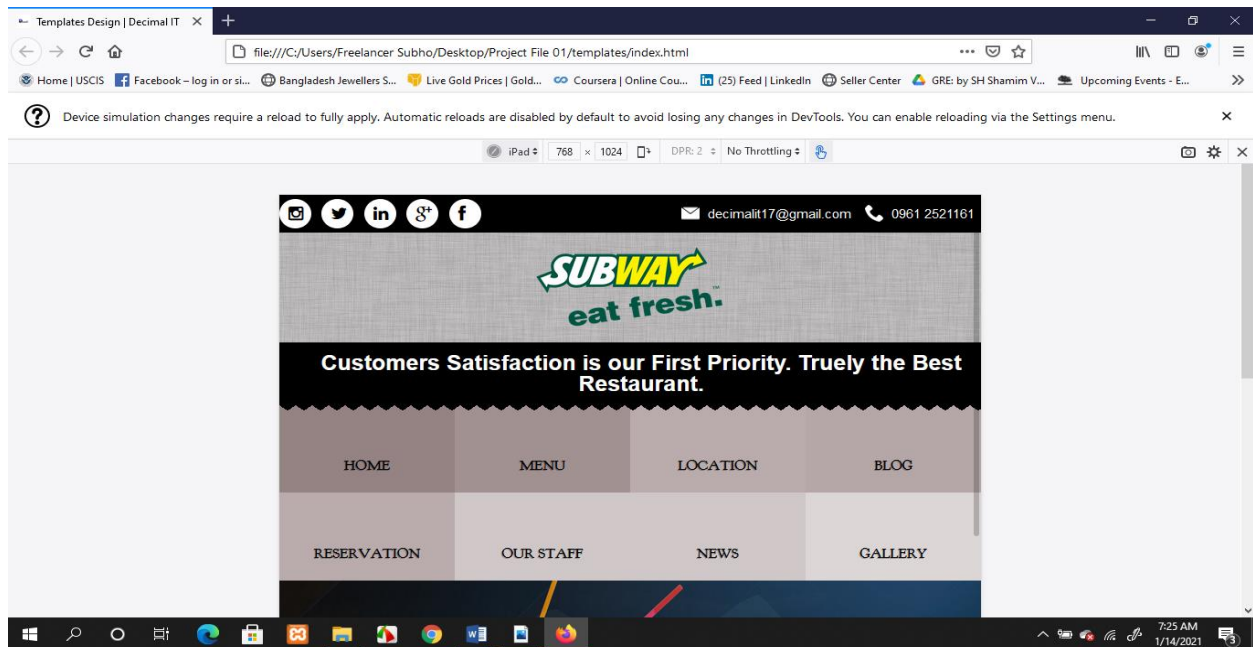 Templates Design | Decimal IT
file:///C:/Users/Freelancer Subho/Desktop/Project File 01/templates/index.html
Home | USCIS Facebook – log in or si... Bangladesh Jewellers S... Live Gold Prices | Gold... Coursera | Online Cou... (25) Feed | LinkedIn Seller Center GRE: by SH Shamim V... Upcoming Events - E...
Device simulation changes require a reload to fully apply. Automatic reloads are disabled by default to avoid losing any changes in DevTools. You can enable reloading via the Settings menu.
iPad 768 × 1024 DPR: 2 No Throttling
decimalit17@gmail.com 0961 2521161
SUBWAY
eat fresh.™
Customers Satisfaction is our First Priority. Truely the Best
Restaurant.
HOME MENU LOCATION BLOG
RESERVATION OUR STAFF NEWS GALLERY
7:25 AM
1/14/2021
3